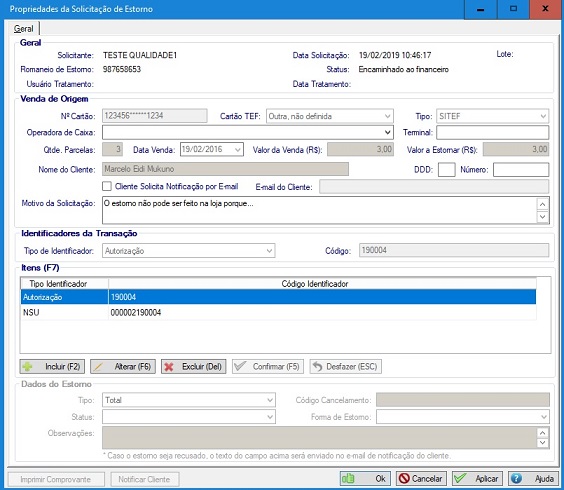 Propriedades da Solicitação de Estorno
Geral
Geral
Solicitante: TESTE QUALIDADE1 Data Solicitação: 19/02/2019 10:46:17 Lote:
Romaneio de Estorno: 987658653 Status: Encaminhado ao financeiro
Usuário Tratamento: Data Tratamento:
Venda de Origem
Nº Cartão: 123456******1234 Cartão TEF: Outra, não definida Tipo: SITEF
Operadora de Caixa: Terminal:
Qtde. Parcelas: 3 Data Venda: 19/02/2016 Valor da Venda (R$): 3,00 Valor a Estornar (R$): 3,00
Nome do Cliente: Marcelo Eidi Mukuno DDD: Número:
Cliente Solicita Notificação por E-mail E-mail do Cliente:
Motivo da Solicitação: O estorno não pode ser feito na loja porque...
Identificadores da Transação
Tipo de Identificador: Autorização Código: 190004
Itens (F7)
Tipo Identificador Código Identificador
Autorização 190004
NSU 000002190004
Incluir (F2) Alterar (F6) Excluir (Del) Confirmar (F5) Desfazer (ESC)
Dados do Estorno
Tipo: Total Código Cancelamento:
Status: Forma de Estorno:
Observações:
* Caso o estorno seja recusado, o texto do campo acima será enviado no e-mail de notificação do cliente.
Imprimir Comprovante Notificar Cliente Ok Cancelar Aplicar Ajuda